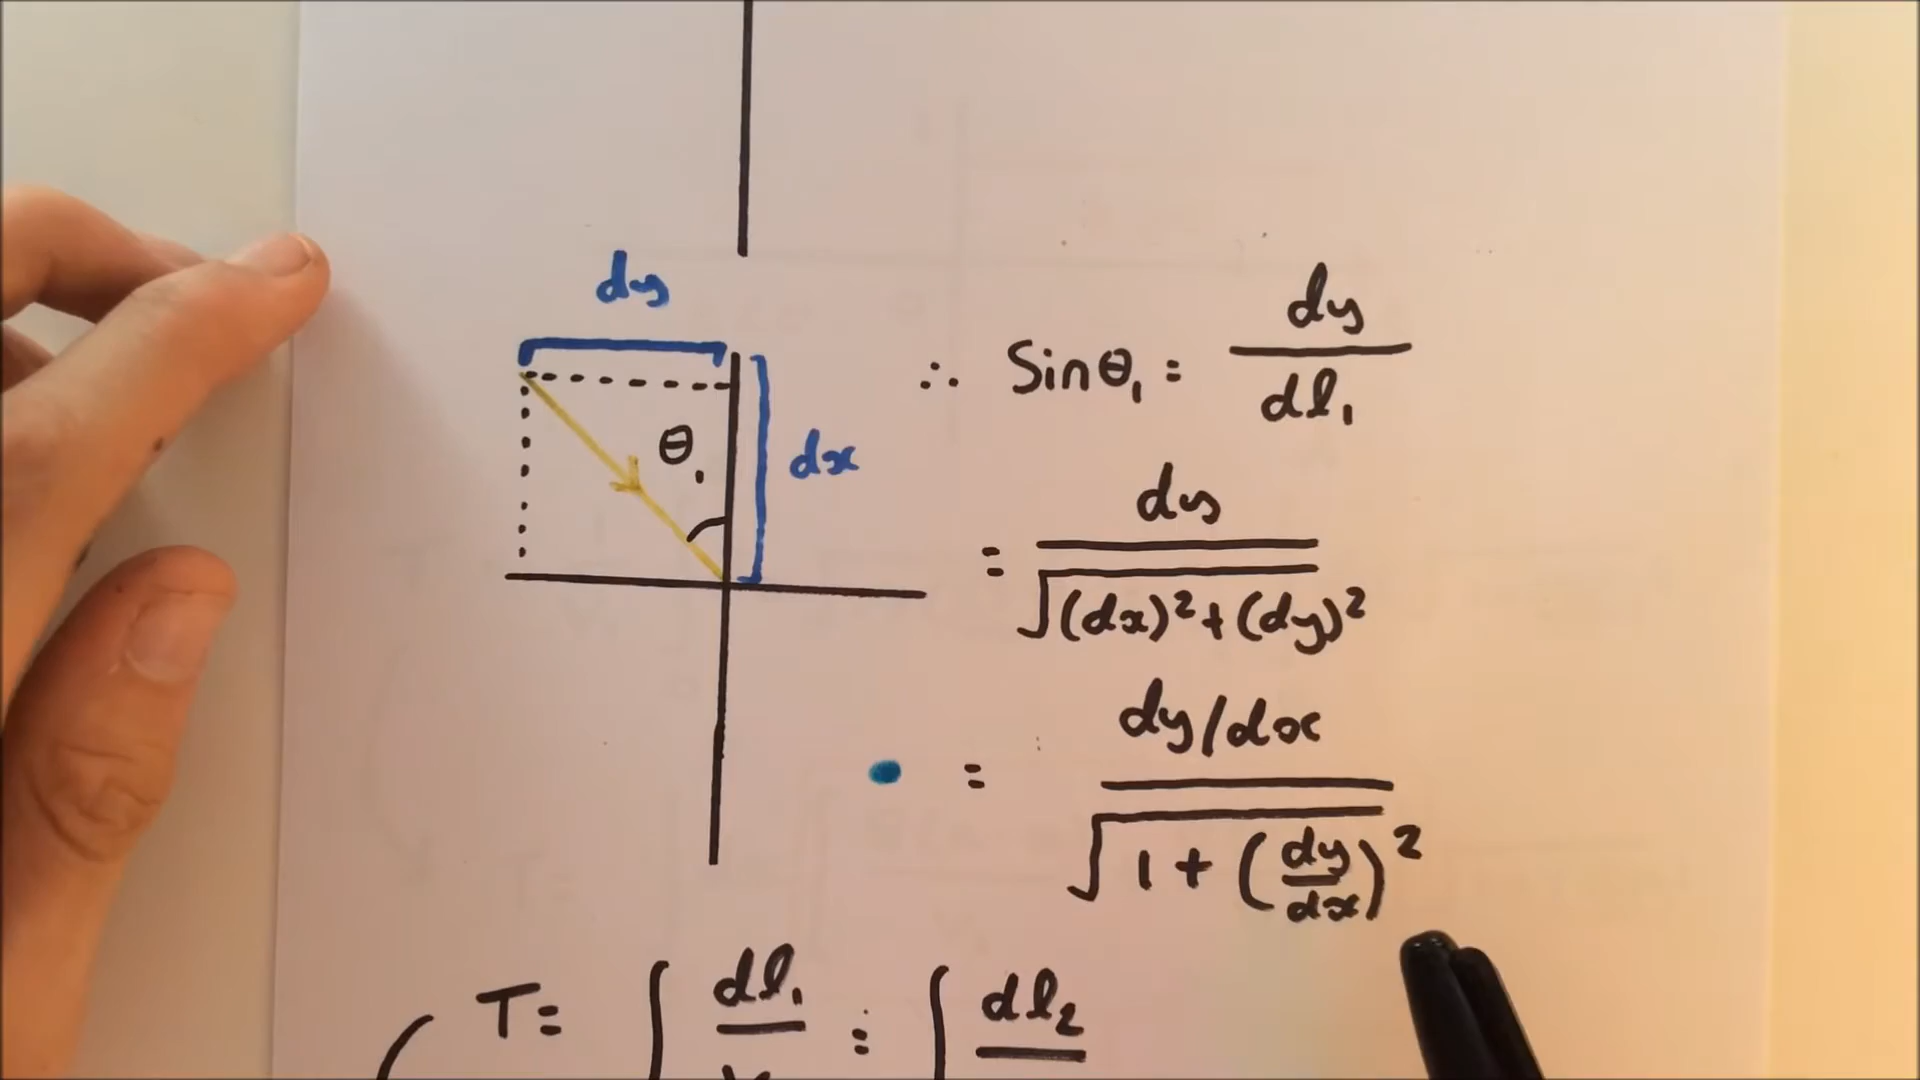 dy
θ₁
dx
∴ Sinθ₁ = dy/dl₁
= dy/√((dx)²+(dy)²)
= (dy/dx)/√(1+(dy/dx)²)
T= ∫ dl₁/v = ∫ dl₂/